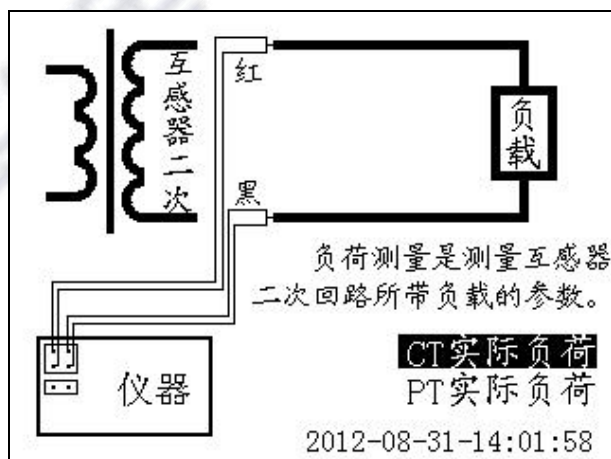 互感器二次
红
黑
负载
负荷测量是测量互感器
二次回路所带负载的参数。
仪器
CT实际负荷
PT实际负荷
2012-08-31-14:01:58